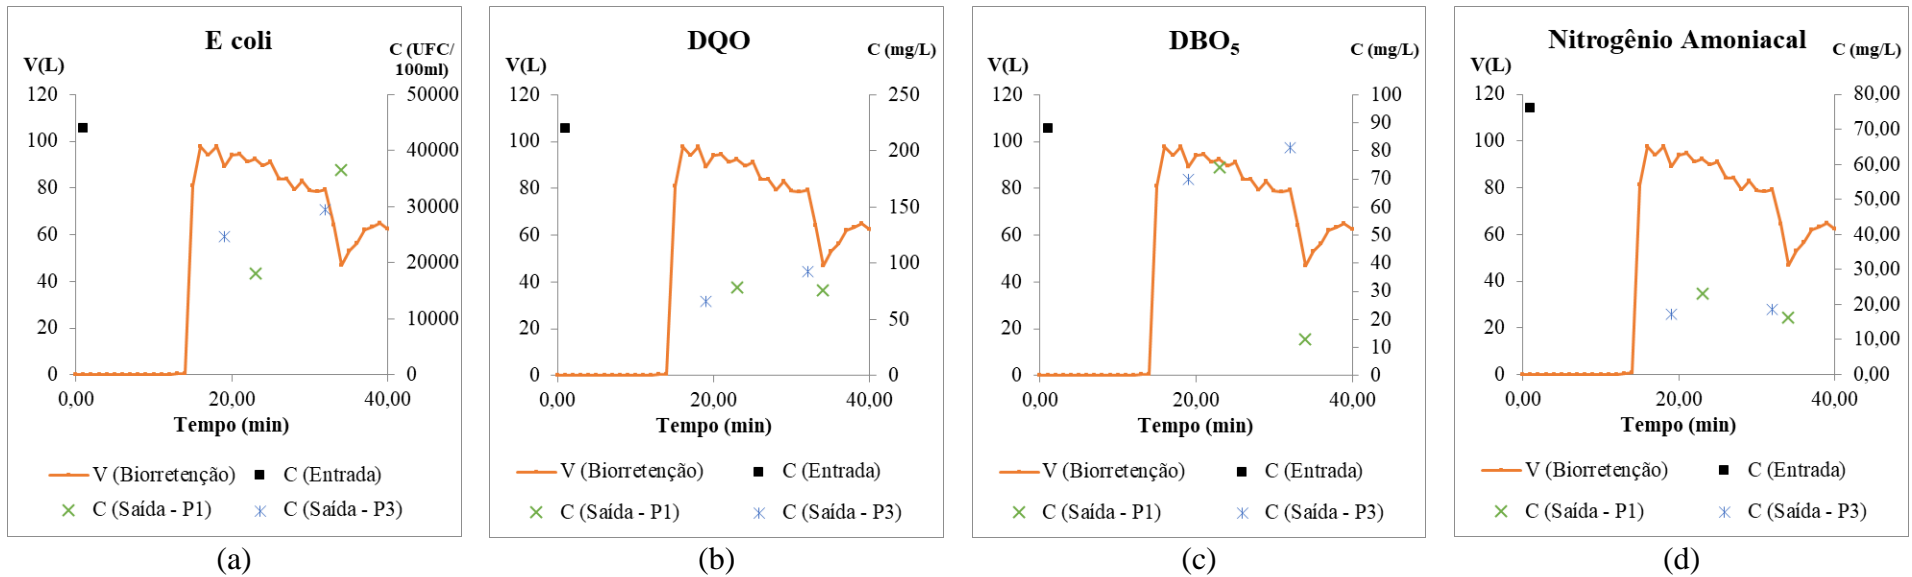 E coli
V(L)
C (UFC/
100ml)
120
100
80
60
40
20
0
50000
40000
30000
20000
10000
0
0,00
20,00
40,00
Tempo (min)
V (Biorretenção)
C (Entrada)
C (Saída - P1)
C (Saída - P3)
(a)
DQO
V(L)
C (mg/L)
120
100
80
60
40
20
0
250
200
150
100
50
0
0,00
20,00
40,00
Tempo (min)
V (Biorretenção)
C (Entrada)
C (Saída - P1)
C (Saída - P3)
(b)
DBO₅
V(L)
C (mg/L)
120
100
80
60
40
20
0
100
90
80
70
60
50
40
30
20
10
0
0,00
20,00
40,00
Tempo (min)
V (Biorretenção)
C (Entrada)
C (Saída - P1)
C (Saída - P3)
(c)
Nitrogênio Amoniacal
V(L)
C (mg/L)
120
100
80
60
40
20
0
80,00
70,00
60,00
50,00
40,00
30,00
20,00
10,00
0,00
0,00
20,00
40,00
Tempo (min)
V (Biorretenção)
C (Entrada)
C (Saída - P1)
C (Saída - P3)
(d)